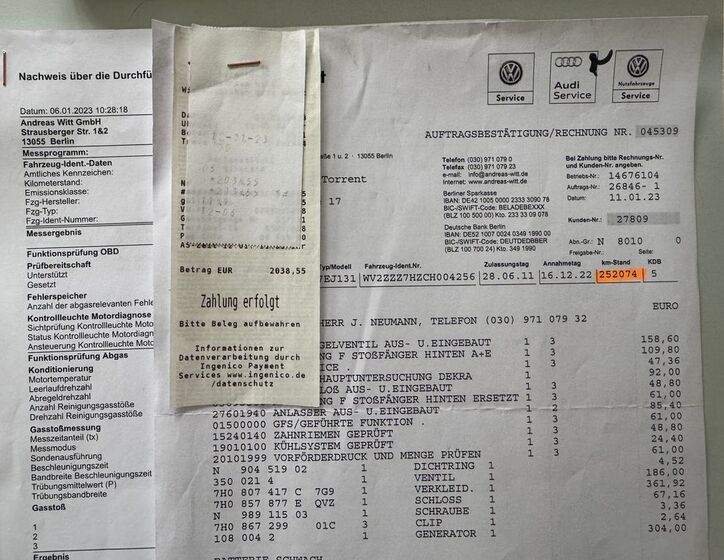 Nachweis über die Durchfü
Datum: 06.01.2023 10:28:18
Andreas Witt GmbH
Strausberger Str. 1&2
13055 Berlin
Messprogramm:
Fahrzeug-Ident.-Daten
Amtliches Kennzeichen:
Kilometerstand:
Emissionsklasse:
Fzg-Hersteller:
Fzg-Typ:
Fzg-Ident-Nummer:
Messergebnis
Funktionsprüfung OBD
Prüfbereitschaft
Unterstützt
Gesetzt
Fehlerspeicher
Anzahl der abgasrelevanten Fehle
Kontrollleuchte Motordiagnose
Sichtprüfung Kontrollleuchte Moto
Status Kontrollleuchte Motordiagn
Ansteuerung Kontrollleuchte Moto
Funktionsprüfung Abgas
Konditionierung
Motortemperatur
Leerlaufdrehzahl
Abregeldrehzahl
Anzahl Reinigungsgasstöße
Drehzahl Reinigungsgasstöße
Gasstoßmessung
Messzeitanteil (tx)
Messmodus
Sondenausführung
Beschleunigungszeit
Bandbreite Beschleunigungszeit
Trübungsmittelwert (P)
Trübungsbandbreite
Gasstoß
1
2
3
Ergebnis
Betrag EUR 2038,55
Zahlung erfolgt
Bitte Beleg aufbewahren
Informationen zur
Datenverarbeitung durch
Ingenico Payment
Services www.ingenico.de
/datenschutz
Service
Audi
Service
Nutzfahrzeuge
Service
AUFTRAGSBESTÄTIGUNG/RECHNUNG NR. 045309
aße 1 u. 2 · 13055 Berlin
Torrent
17
Telefon (030) 971 079 0
Telefax (030) 971 079 23
e-mail: info@andreas-witt.de
Internet: www.andreas-witt.de
Berliner Sparkasse
IBAN: DE42 1005 0000 2333 3090 78
BIC-/SWIFT-Code: BELADEBEXXX
(BLZ 100 500 00) Kto. 233 33 09 078
Deutsche Bank Berlin
IBAN: DE52 1007 0024 0349 1990 00
BIC-/SWIFT-Code: DEUTDEDBBER
(BLZ 100 700 24) Kto. 349 1990
Bei Zahlung bitte Rechnungs-Nr.
und Kunden-Nr. angeben.
Betriebs-Nr.: 14676104
Auftrags-Nr.: 26846- 1
Datum: 11.01.23
Kunden-Nr.: 27809
Abn.-Gr.: N 8010 0
Freigabe-Nr.: Seite:
Typ/Modell Fahrzeug-Ident.Nr. Zulassungstag Annahmetag km-Stand KDB
7EJ131 WV2ZZZ7HZCH004256 28.06.11 16.12.22 252074 5
EURO
HERR J. NEUMANN, TELEFON (030) 971 079 32
GELVENTIL AUS- U.EINGEBAUT 1 3 158,60
NG F STOßFÄNGER HINTEN A+E 1 3 109,80
ICE . 1 3 47,36
HAUPTUNTERSUCHUNG DEKRA 1 92,00
LOß AUS- U.EINGEBAUT 1 3 48,80
NG F STOßFÄNGER HINTEN ERSETZT 1 3 61,00
27601940 ANLASSER AUS- U.EINGEBAUT 1 2 85,40
01500000 GFS/GEFÜHRTE FUNKTION . 1 3 61,00
15240140 ZAHNRIEMEN GEPRÜFT 1 3 48,80
19010100 KÜHLSYSTEM GEPRÜFT 1 3 24,40
20101999 VORFÖRDERDRUCK UND MENGE PRÜFEN 1 3 61,00
N 904 519 02 1 DICHTRING 1 4,52
350 021 4 1 VENTIL 1 186,00
7H0 807 417 C 7G9 1 VERKLEID. 1 361,92
7H0 857 877 E QVZ 1 SCHLOSS 1 67,16
N 989 115 03 1 SCHRAUBE 1 3,36
7H0 867 299 01C 3 CLIP 1 2,64
108 004 2 1 GENERATOR 1 304,00
BATTERIE SCHWACH